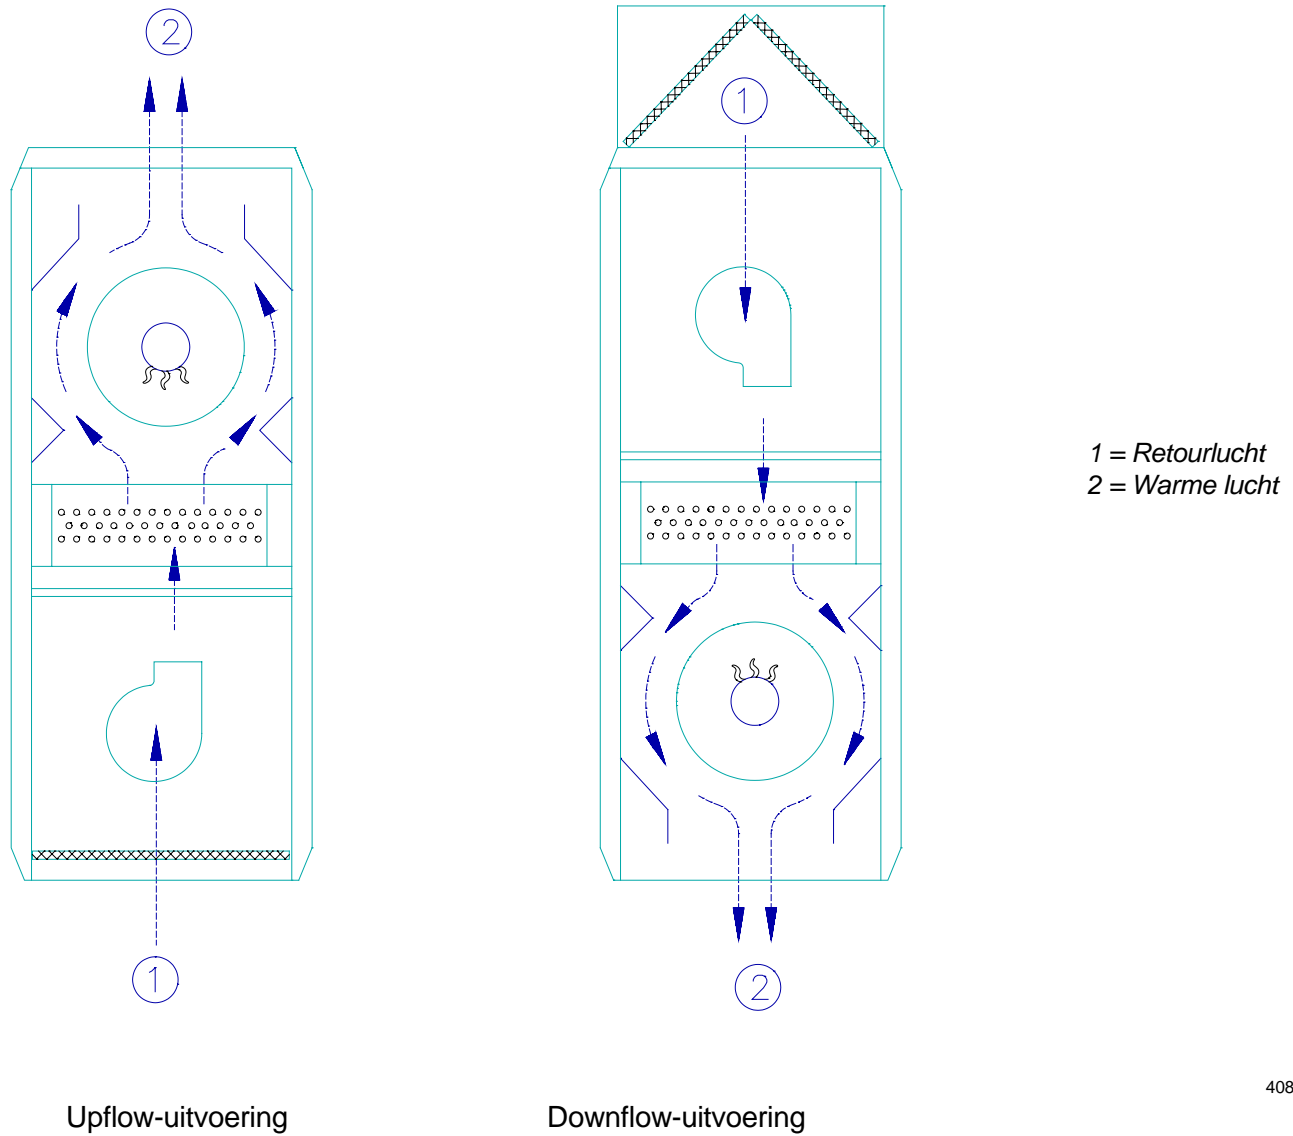 2
1
1 = Retourlucht
2 = Warme lucht
1
2
408
Upflow-uitvoering
Downflow-uitvoering